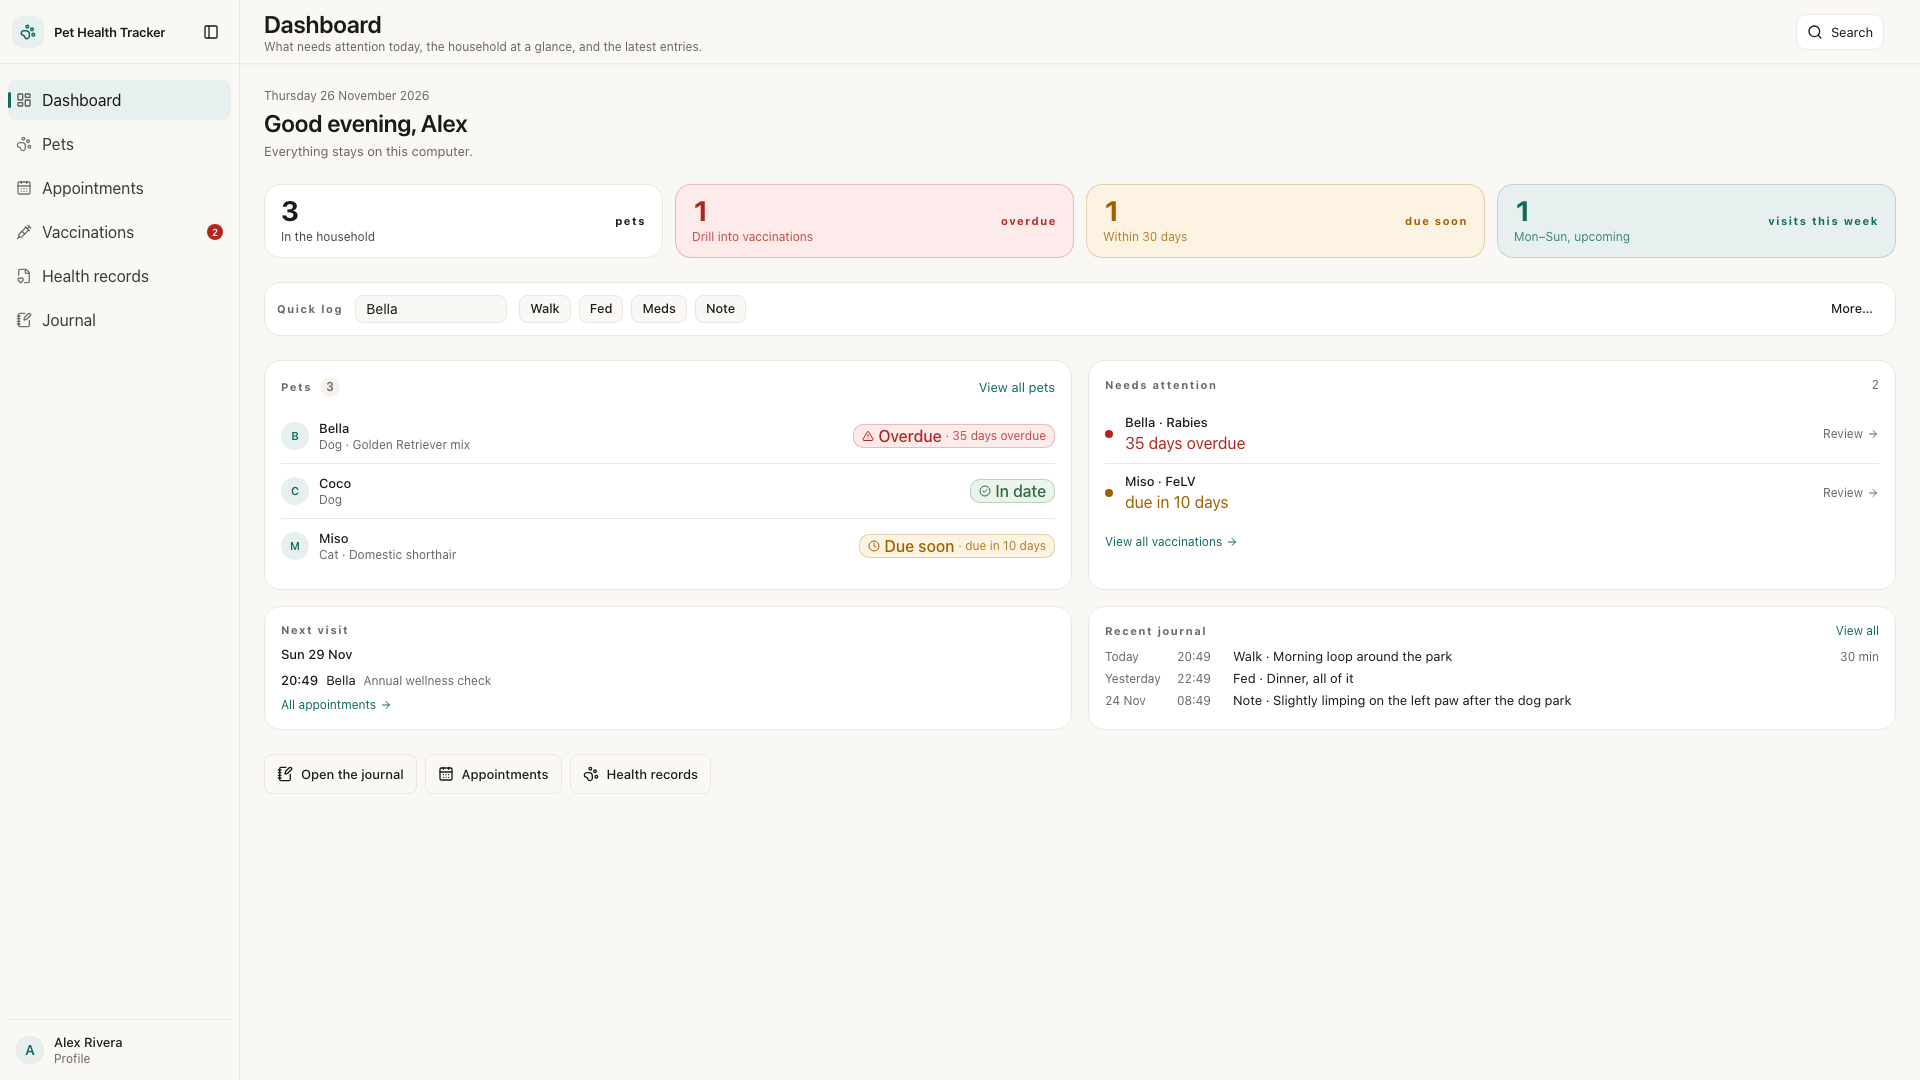 Pet Health Tracker
Dashboard
Pets
Appointments
Vaccinations 2
Health records
Journal
A
Alex Rivera
Profile
Dashboard
What needs attention today, the household at a glance, and the latest entries.
Search
Thursday 26 November 2026
Good evening, Alex
Everything stays on this computer.
3
In the household
pets
1
Drill into vaccinations
overdue
1
Within 30 days
due soon
1
Mon–Sun, upcoming
visits this week
Quick log Bella Walk Fed Meds Note More...
Pets 3 View all pets
B
Bella
Dog · Golden Retriever mix
Overdue · 35 days overdue
C
Coco
Dog
In date
M
Miso
Cat · Domestic shorthair
Due soon · due in 10 days
Needs attention 2
Bella · Rabies
35 days overdue
Review →
Miso · FeLV
due in 10 days
Review →
View all vaccinations →
Next visit
Sun 29 Nov
20:49 Bella Annual wellness check
All appointments →
Recent journal View all
Today 20:49 Walk · Morning loop around the park 30 min
Yesterday 22:49 Fed · Dinner, all of it
24 Nov 08:49 Note · Slightly limping on the left paw after the dog park
Open the journal Appointments Health records